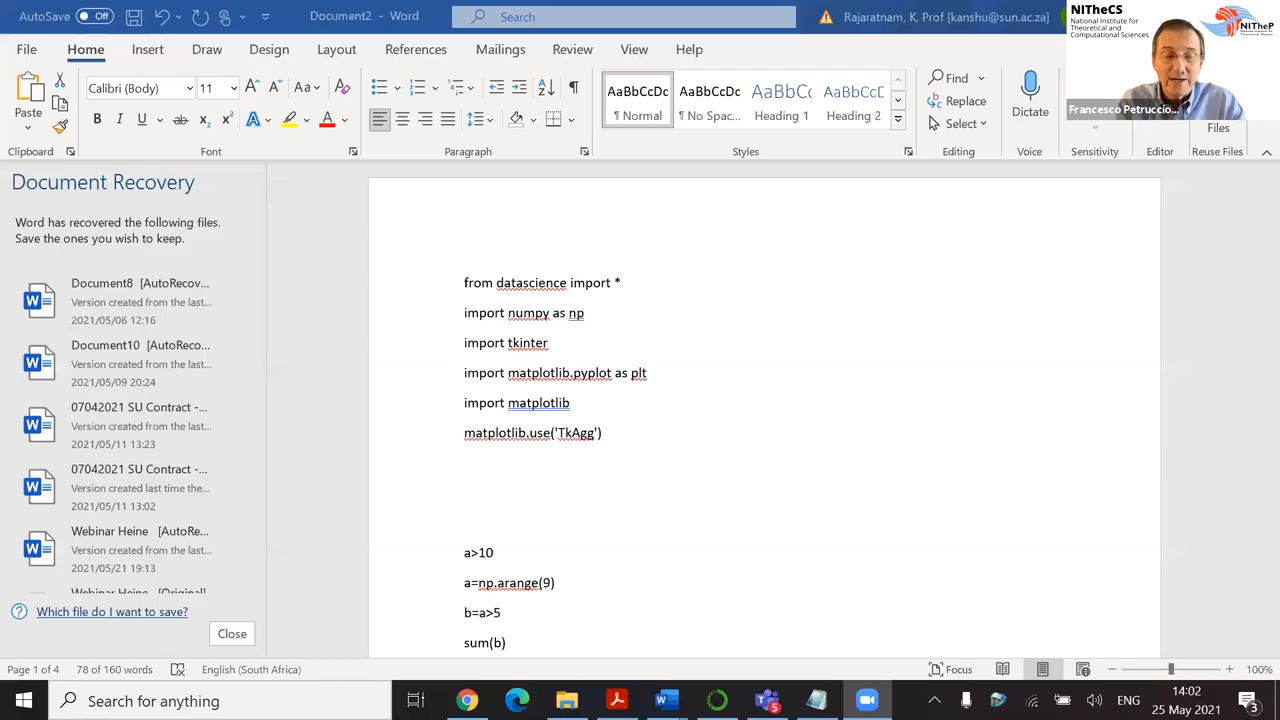 AutoSave Off
Document2 - Word
Search
Rajaratnam, K, Prof (kanshu@sun.ac.za)
NITheCS
National Institute for
Theoretical and
Computational Sciences
NITheP
Francesco Petruccio...
File Home Insert Draw Design Layout References Mailings Review View Help
Paste
Clipboard
Calibri (Body) 11
Font
Paragraph
AaBbCcDc AaBbCcDc AaBbCc AaBbCcD
¶ Normal ¶ No Spac... Heading 1 Heading 2
Styles
Find
Replace
Select
Editing
Dictate
Voice
Sensitivity
Editor
Files
Reuse Files
Document Recovery
Word has recovered the following files.
Save the ones you wish to keep.
Document8 [AutoRecov...
Version created from the last...
2021/05/06 12:16
Document10 [AutoReco...
Version created from the last...
2021/05/09 20:24
07042021 SU Contract -...
Version created from the last...
2021/05/11 13:23
07042021 SU Contract -...
Version created last time the...
2021/05/11 13:02
Webinar Heine [AutoRe...
Version created from the last...
2021/05/21 19:13
Webinar Heine [Original]
Which file do I want to save?
Close
from datascience import *
import numpy as np
import tkinter
import matplotlib.pyplot as plt
import matplotlib
matplotlib.use('TkAgg')
a>10
a=np.arange(9)
b=a>5
sum(b)
Page 1 of 4 78 of 160 words English (South Africa) Focus 100%
Search for anything
5
ENG
14:02
25 May 2021
3